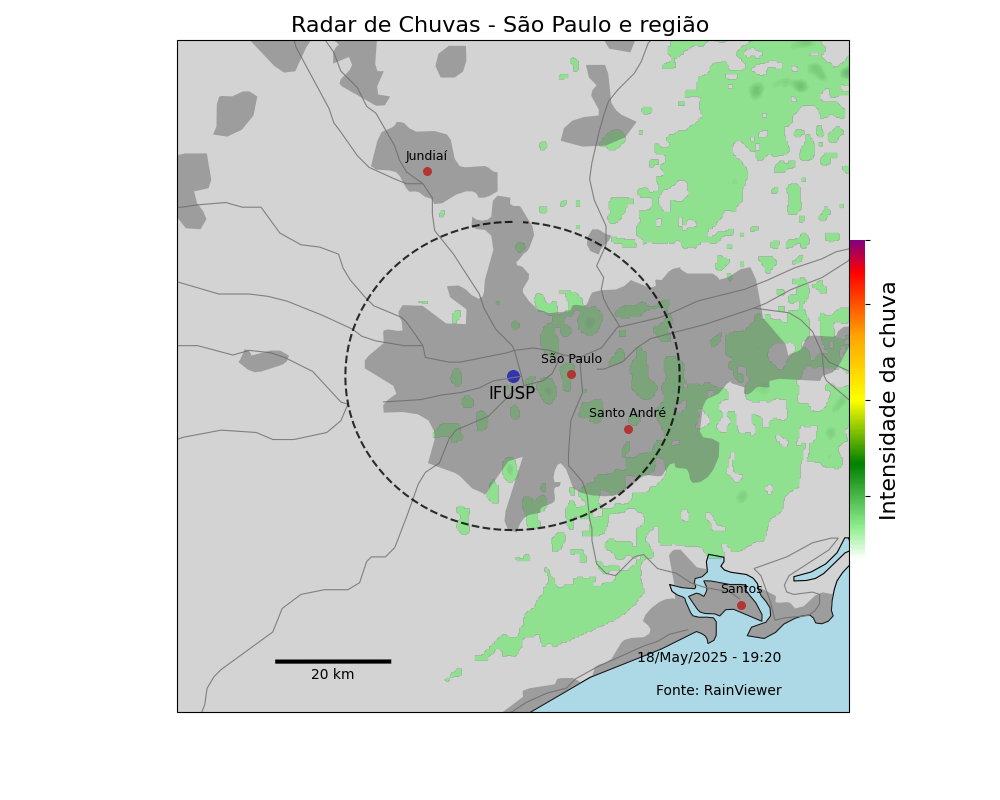 Radar de Chuvas - São Paulo e região
Jundiaí
São Paulo
IFUSP
Santo André
Santos
20 km
18/May/2025 - 19:20
Fonte: RainViewer
Intensidade da chuva